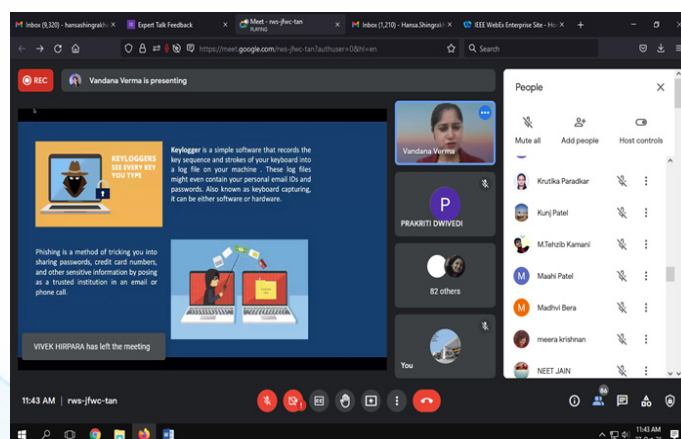 Inbox (9,320) - hansashingrakh
Expert Talk Feedback
Meet - rws-jfwc-tan
PLAYING
Inbox (1,210) - Hansa.Shingrakh
IEEE WebEx Enterprise Site - Ho
https://meet.google.com/rws-jfwc-tan?authuser=0&hl=en
Search
REC
Vandana Verma is presenting
KEYLOGGERS
SEE EVERY KEY
YOU TYPE
Keylogger is a simple software that records the
key sequence and strokes of your keyboard into
a log file on your machine . These log files
might even contain your personal email IDs and
passwords. Also known as keyboard capturing,
it can be either software or hardware.
Phishing is a method of tricking you into
sharing passwords, credit card numbers,
and other sensitive information by posing
as a trusted institution in an email or
phone call.
VIVEK HIRPARA has left the meeting
Vandana Verma
P
PRAKRITI DWIVEDI
82 others
You
People
Mute all
Add people
Host controls
Krutika Paradkar
Kunj Patel
M.Tehzib Kamani
M
Maahi Patel
M
Madhvi Bera
meera krishnan
NEET JAIN
11:43 AM | rws-jfwc-tan
86
11:43 AM